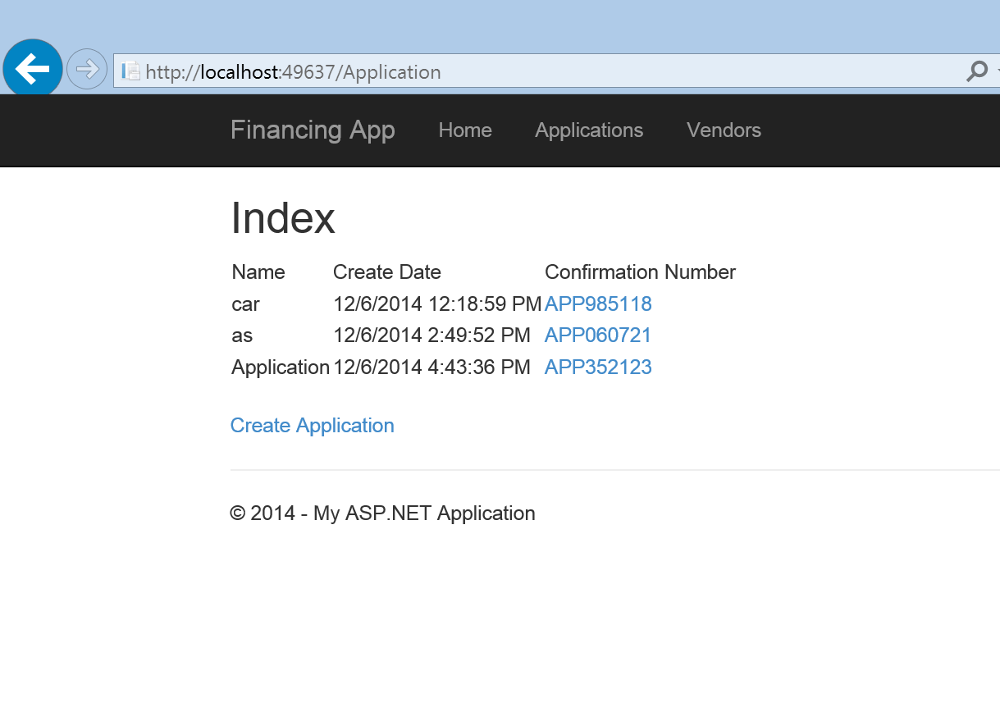 http://localhost:49637/Application
Financing App Home Applications Vendors
Index
Name Create Date Confirmation Number
car 12/6/2014 12:18:59 PM APP985118
as 12/6/2014 2:49:52 PM APP060721
Application 12/6/2014 4:43:36 PM APP352123
Create Application
© 2014 - My ASP.NET Application